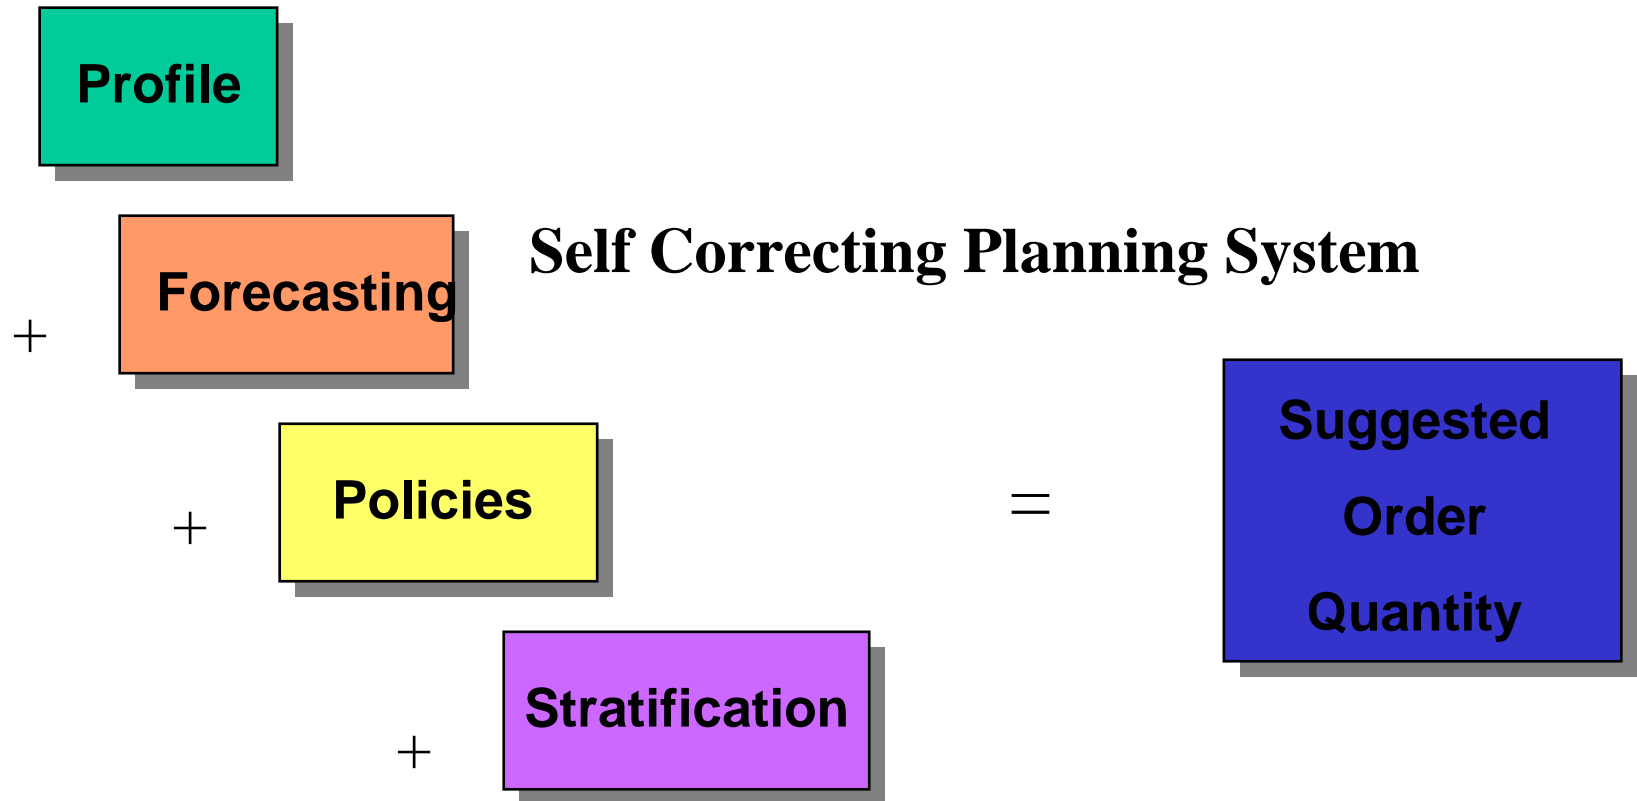 Profile
Self Correcting Planning System
Forecasting
+
Policies
+
=
Suggested
Order
Quantity
Stratification
+